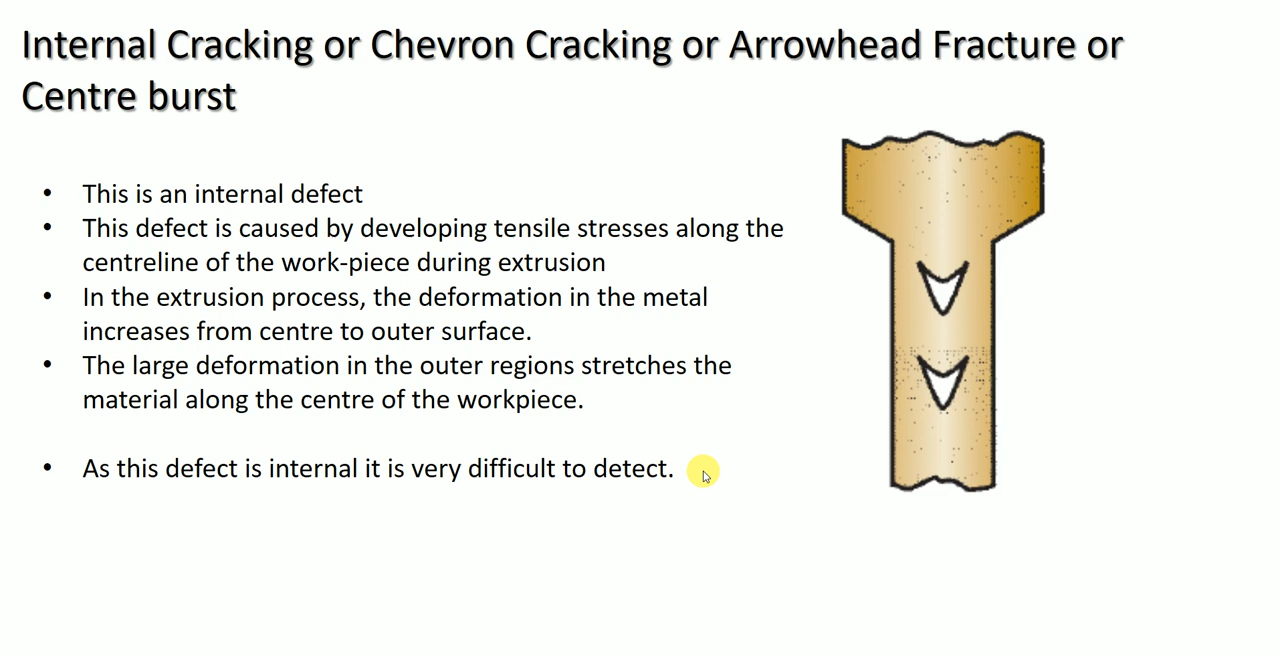 Internal Cracking or Chevron Cracking or Arrowhead Fracture or
Centre burst
• This is an internal defect
• This defect is caused by developing tensile stresses along the
centreline of the work-piece during extrusion
• In the extrusion process, the deformation in the metal
increases from centre to outer surface.
• The large deformation in the outer regions stretches the
material along the centre of the workpiece.
• As this defect is internal it is very difficult to detect.